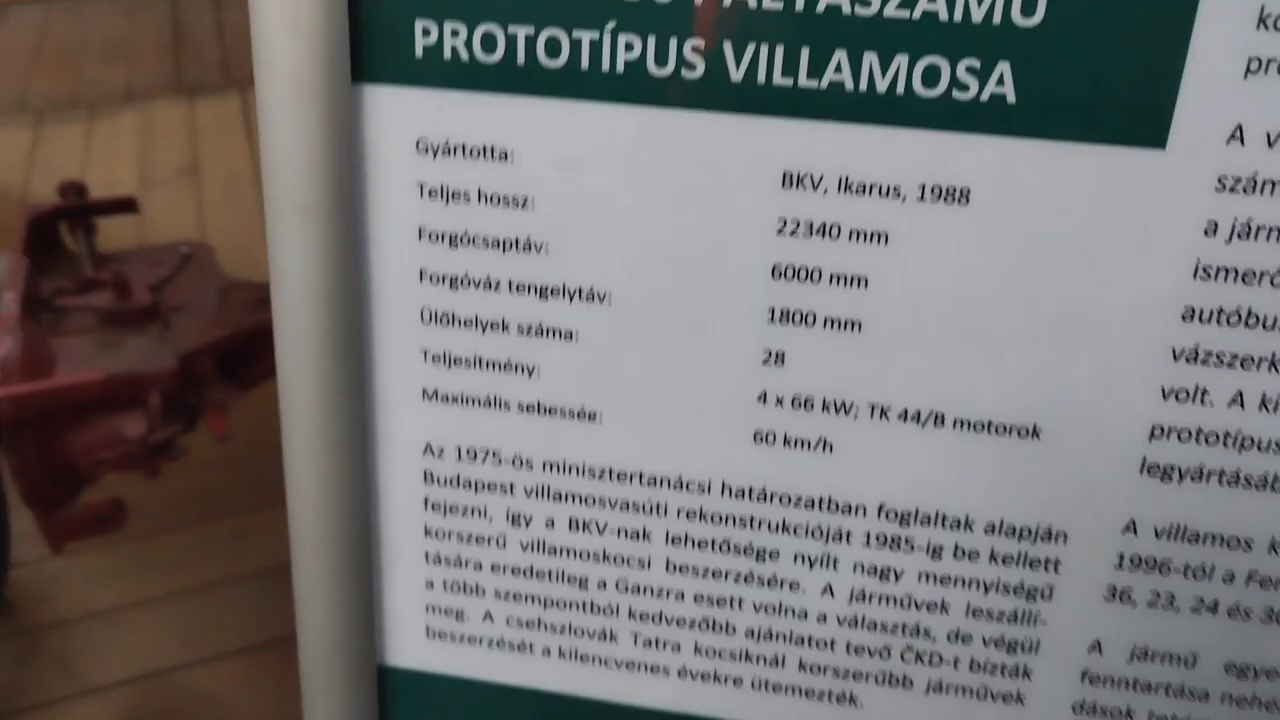 PÁLYASZÁMÚ
PROTOTÍPUS VILLAMOSA
Gyártotta: BKV, Ikarus, 1988
Teljes hossz: 22340 mm
Forgócsaptáv: 6000 mm
Forgóváz tengelytáv: 1800 mm
Ülőhelyek száma: 28
Teljesítmény: 4 x 66 kW; TK 44/B motorok
Maximális sebesség: 60 km/h
Az 1975-ös minisztertanácsi határozatban foglaltak alapján
Budapest villamosvasúti rekonstrukcióját 1985-ig be kellett
fejezni, így a BKV-nak lehetősége nyílt nagy mennyiségű
korszerű villamoskocsi beszerzésére. A járművek leszállí-
tására eredetileg a Ganzra esett volna a választás, de végül
a több szempontból kedvezőbb ajánlatot tevő ČKD-t bízták
meg. A csehszlovák Tatra kocsiknál korszerűbb járművek
beszerzését a kilencvenes évekre ütemezték.
A v
szám
a járn
ismerő
autóbu
vázszerk
volt. A ki
prototípus
legyártásáb
A villamos k
1996-tól a Fe
36, 23, 24 és
A jármű egye
fenntartása nehé